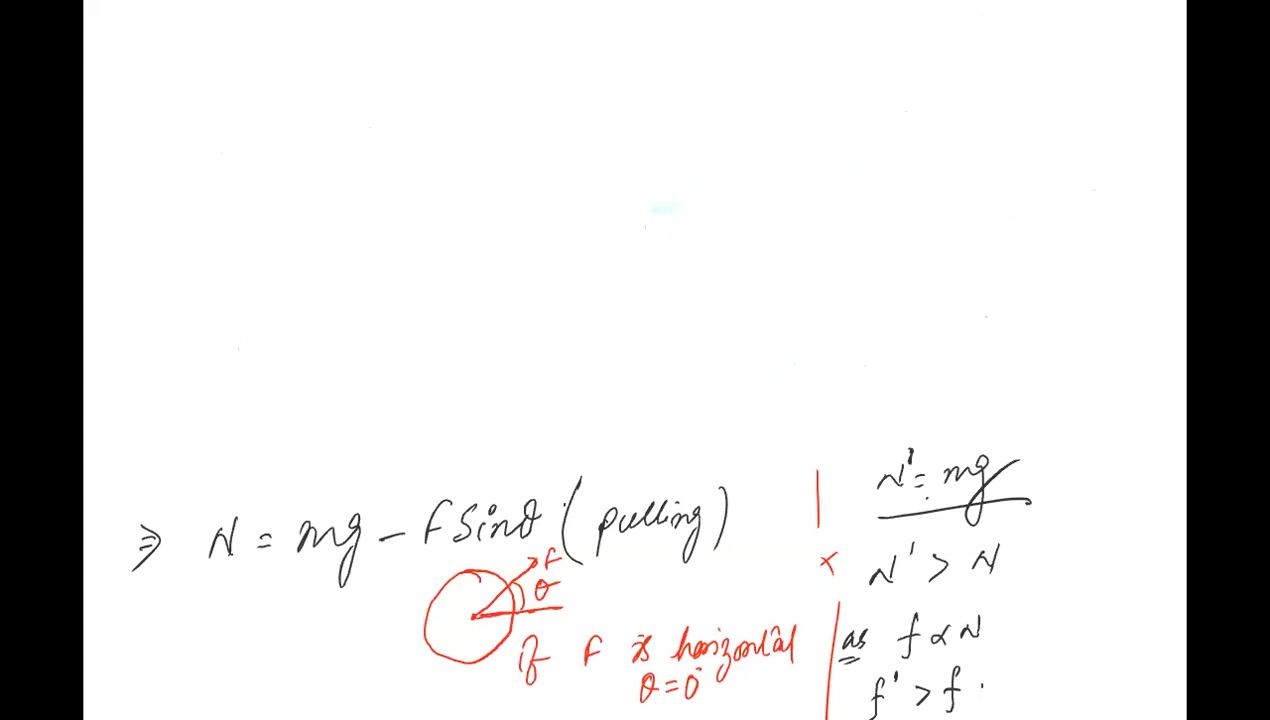 ⇒ N = mg - F Sinθ (pulling)
F
θ
If F is horizontal
θ = 0°
N' = mg
x N' > N
as f ∝ N
f' > f .